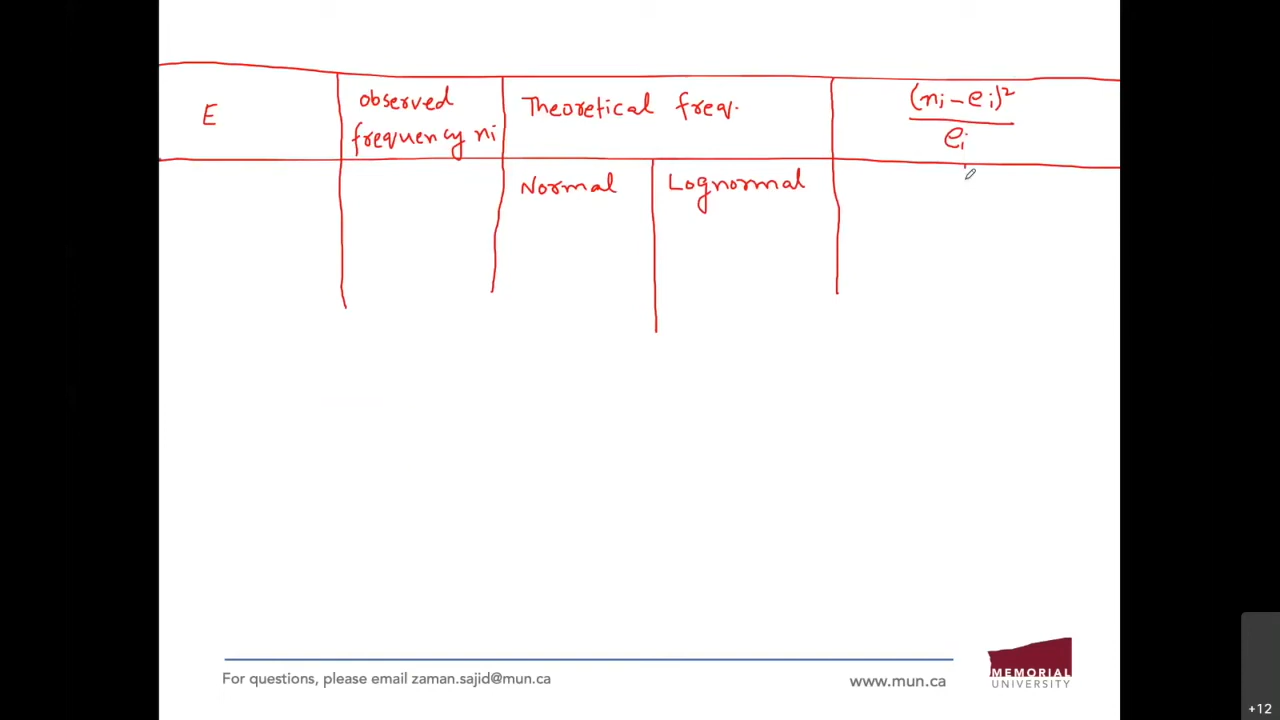 E
observed
frequency ni
Theoretical freq.
(ni - ei)²
ei
Normal
Lognormal
For questions, please email zaman.sajid@mun.ca
www.mun.ca
MEMORIAL
UNIVERSITY
+12